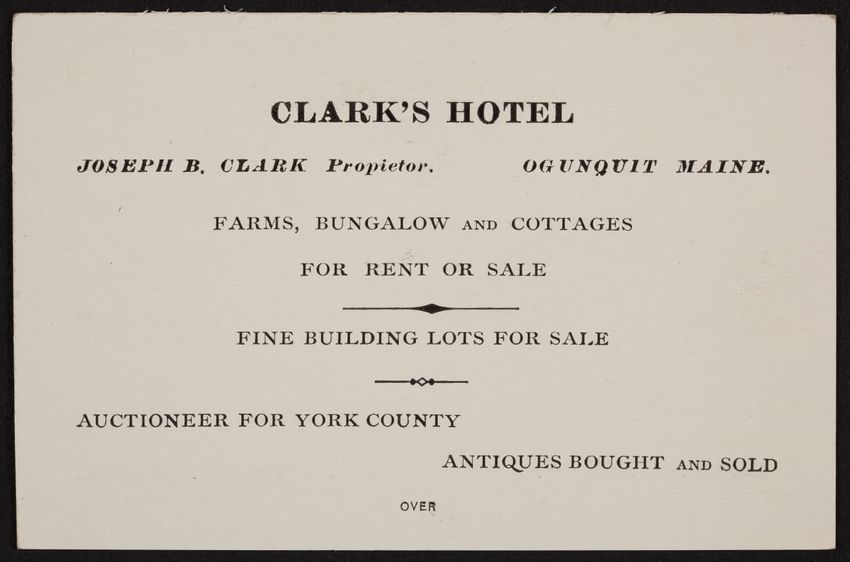 CLARK'S HOTEL
JOSEPH B. CLARK Propietor. OGUNQUIT MAINE.
FARMS, BUNGALOW AND COTTAGES
FOR RENT OR SALE
FINE BUILDING LOTS FOR SALE
AUCTIONEER FOR YORK COUNTY
ANTIQUES BOUGHT AND SOLD
OVER